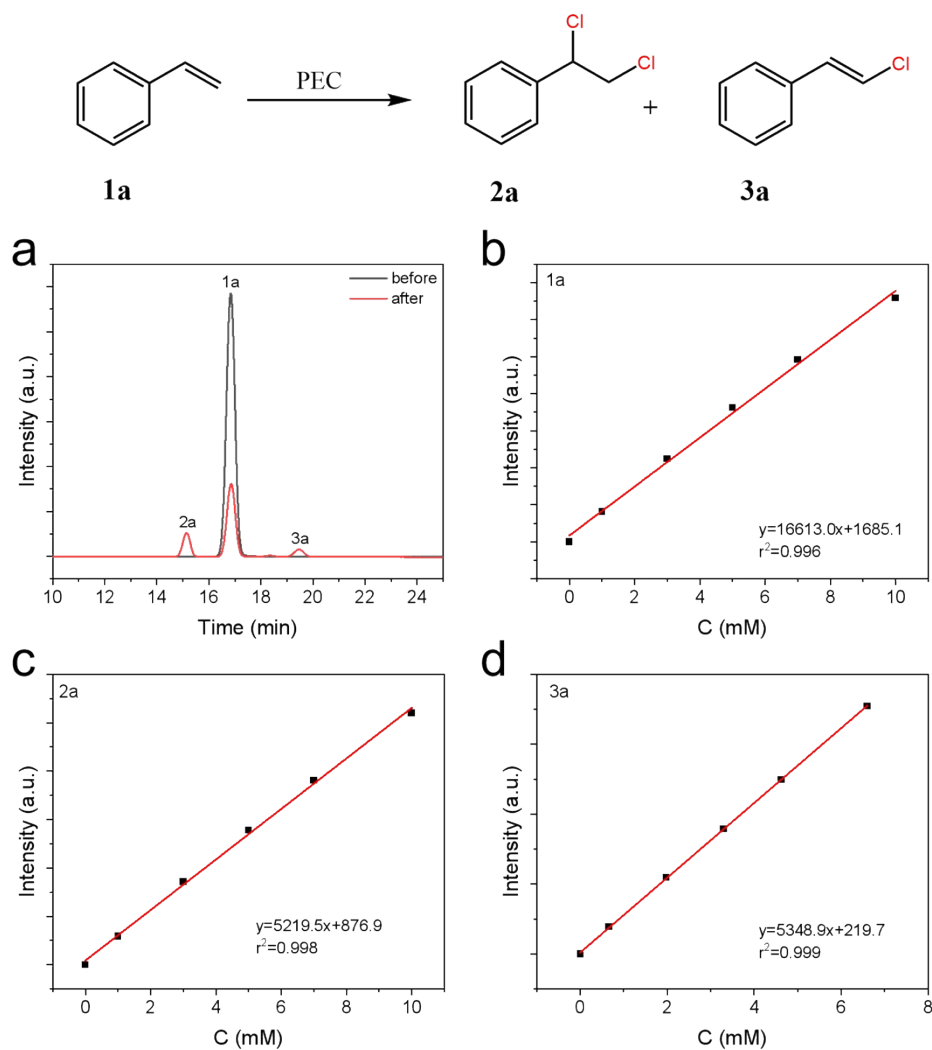 Cl
PEC
Cl
Cl
+
1a
2a
3a
a
1a
before
after
2a
3a
Intensity (a.u.)
10 12 14 16 18 20 22 24
Time (min)
b
1a
Intensity (a.u.)
y=16613.0x+1685.1
r²=0.996
0 2 4 6 8 10
C (mM)
c
2a
Intensity (a.u.)
y=5219.5x+876.9
r²=0.998
0 2 4 6 8 10
C (mM)
d
3a
Intensity (a.u.)
y=5348.9x+219.7
r²=0.999
0 2 4 6 8
C (mM)